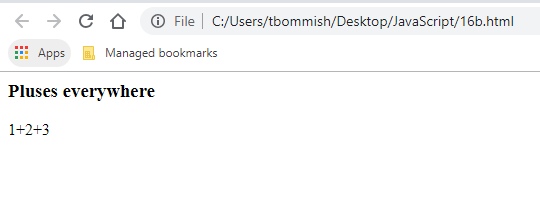 File C:/Users/tbommish/Desktop/JavaScript/16b.html
Apps Managed bookmarks
Pluses everywhere
1+2+3